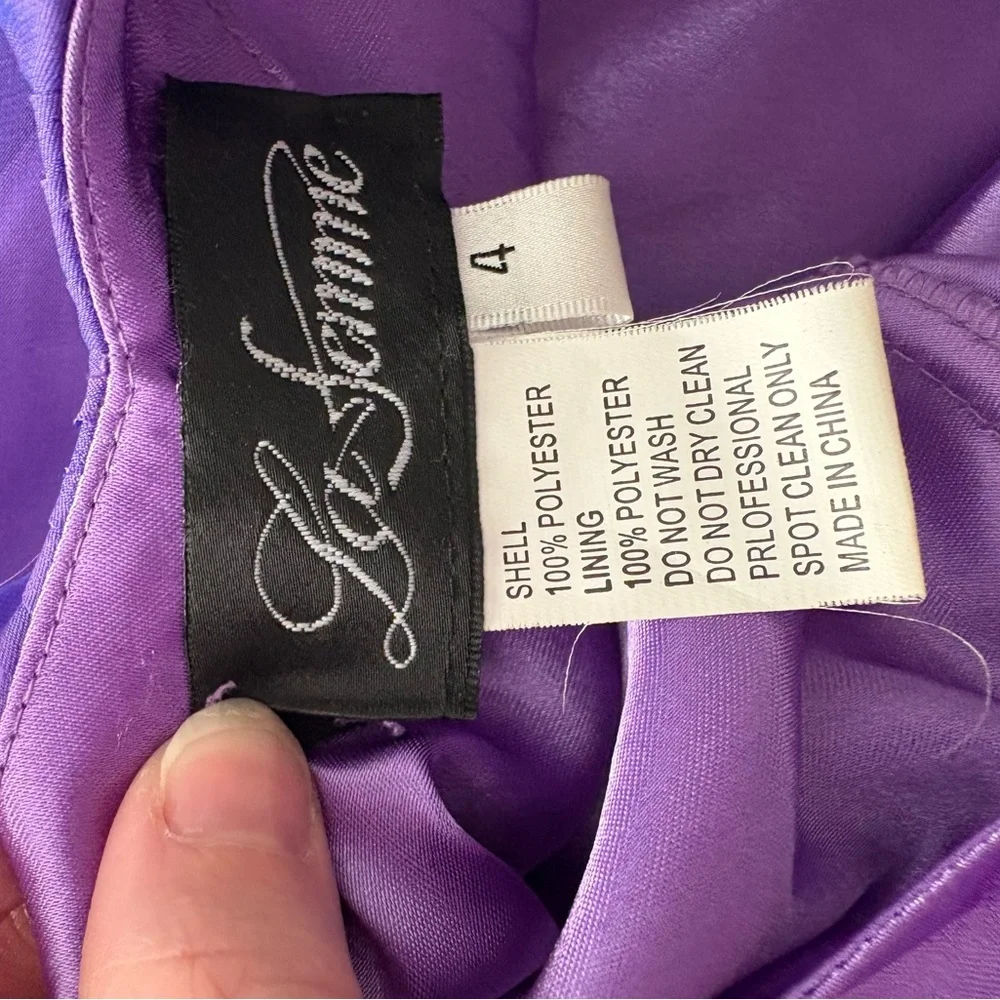 La Femme
4
SHELL
100% POLYESTER
LINING
100% POLYESTER
DO NOT WASH
DO NOT DRY CLEAN
PRLOFESSIONAL
SPOT CLEAN ONLY
MADE IN CHINA